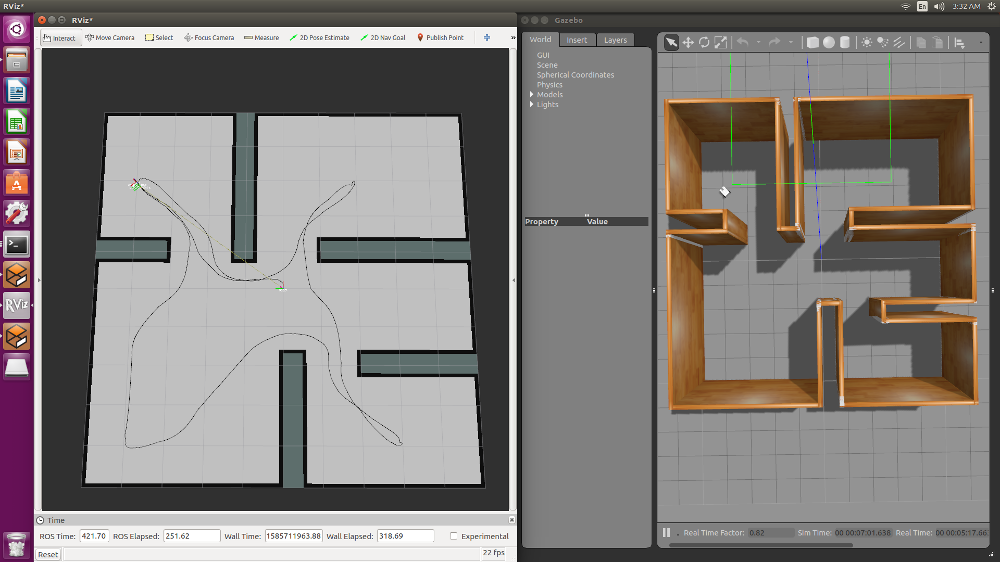 RViz*
En
3:32 AM
RViz*
Interact
Move Camera
Select
Focus Camera
Measure
2D Pose Estimate
2D Nav Goal
Publish Point
»
Time
ROS Time: 421.70 ROS Elapsed: 251.62 Wall Time: 1585711963.88 Wall Elapsed: 318.69 Experimental
Reset
22 fps
RViz
Gazebo
World Insert Layers
GUI
Scene
Spherical Coordinates
Physics
Models
Lights
Property Value
Real Time Factor: 0.82 Sim Time: 00 00:07:01.638 Real Time: 00 00:05:17.66